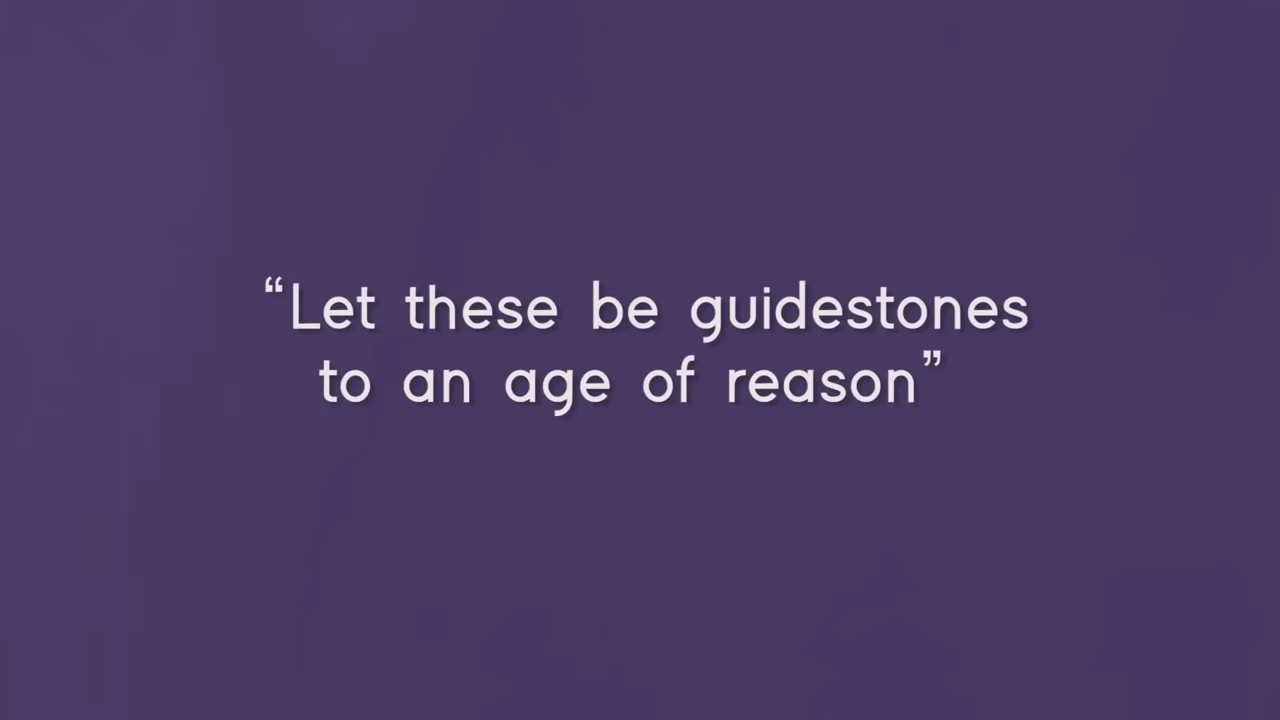 “Let these be guidestones
to an age of reason”